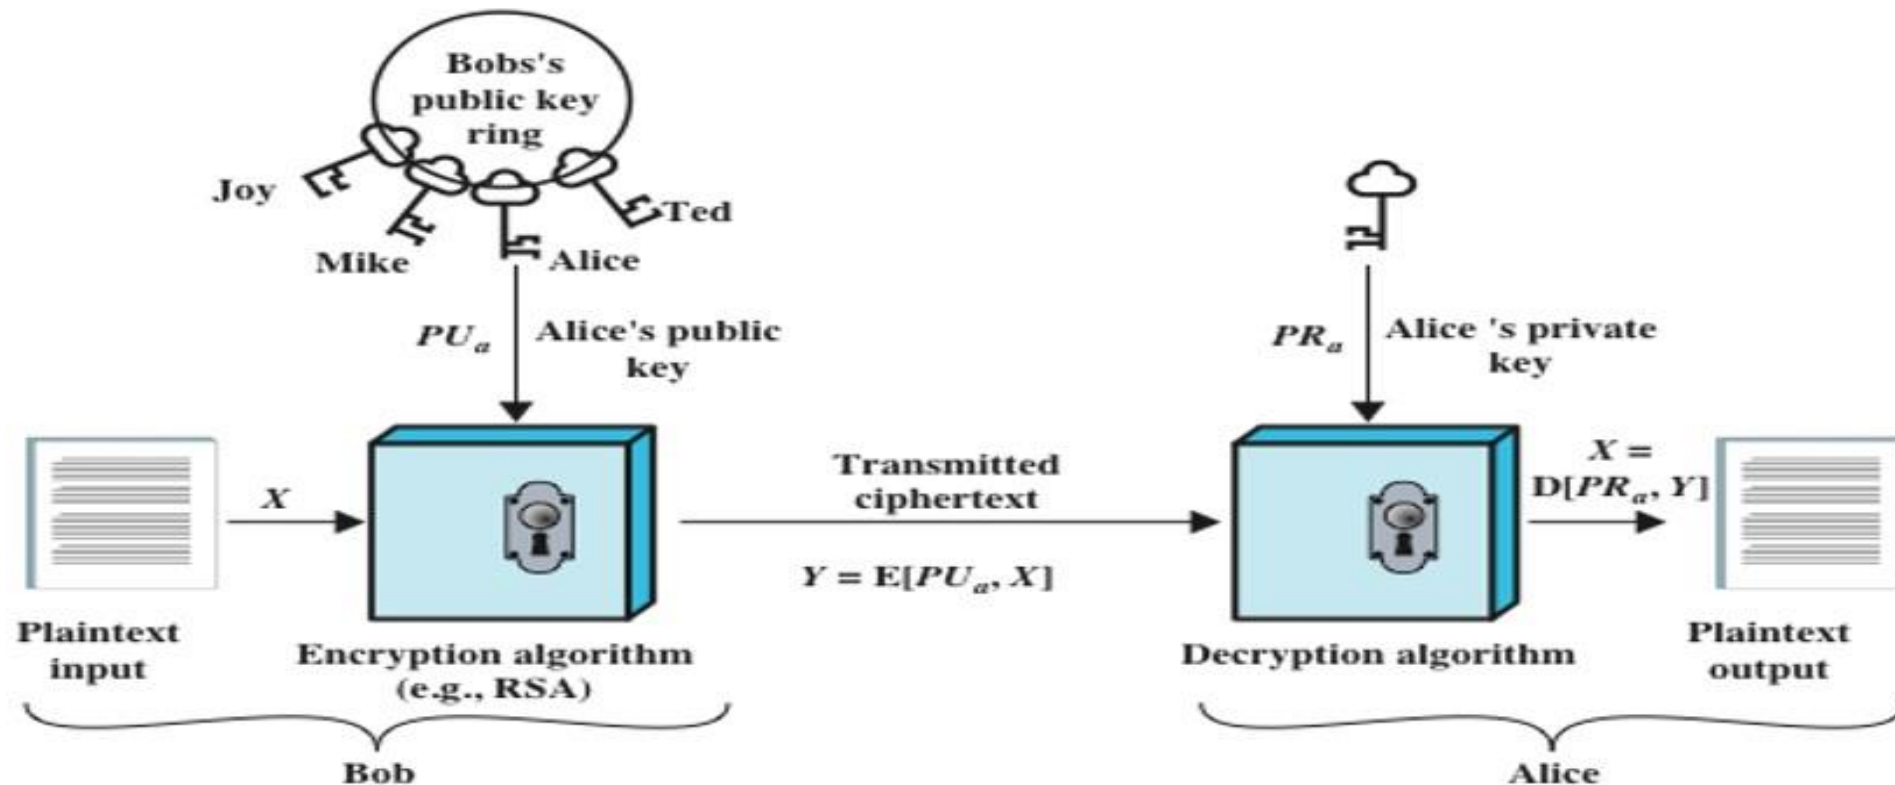 Bobs's
public key
ring
Joy
Ted
Mike
Alice
PUa
Alice's public
key
PRa
Alice 's private
key
X
Transmitted
ciphertext
Y = E[PUa, X]
X =
D[PRa, Y]
Plaintext
input
Encryption algorithm
(e.g., RSA)
Decryption algorithm
Plaintext
output
Bob
Alice